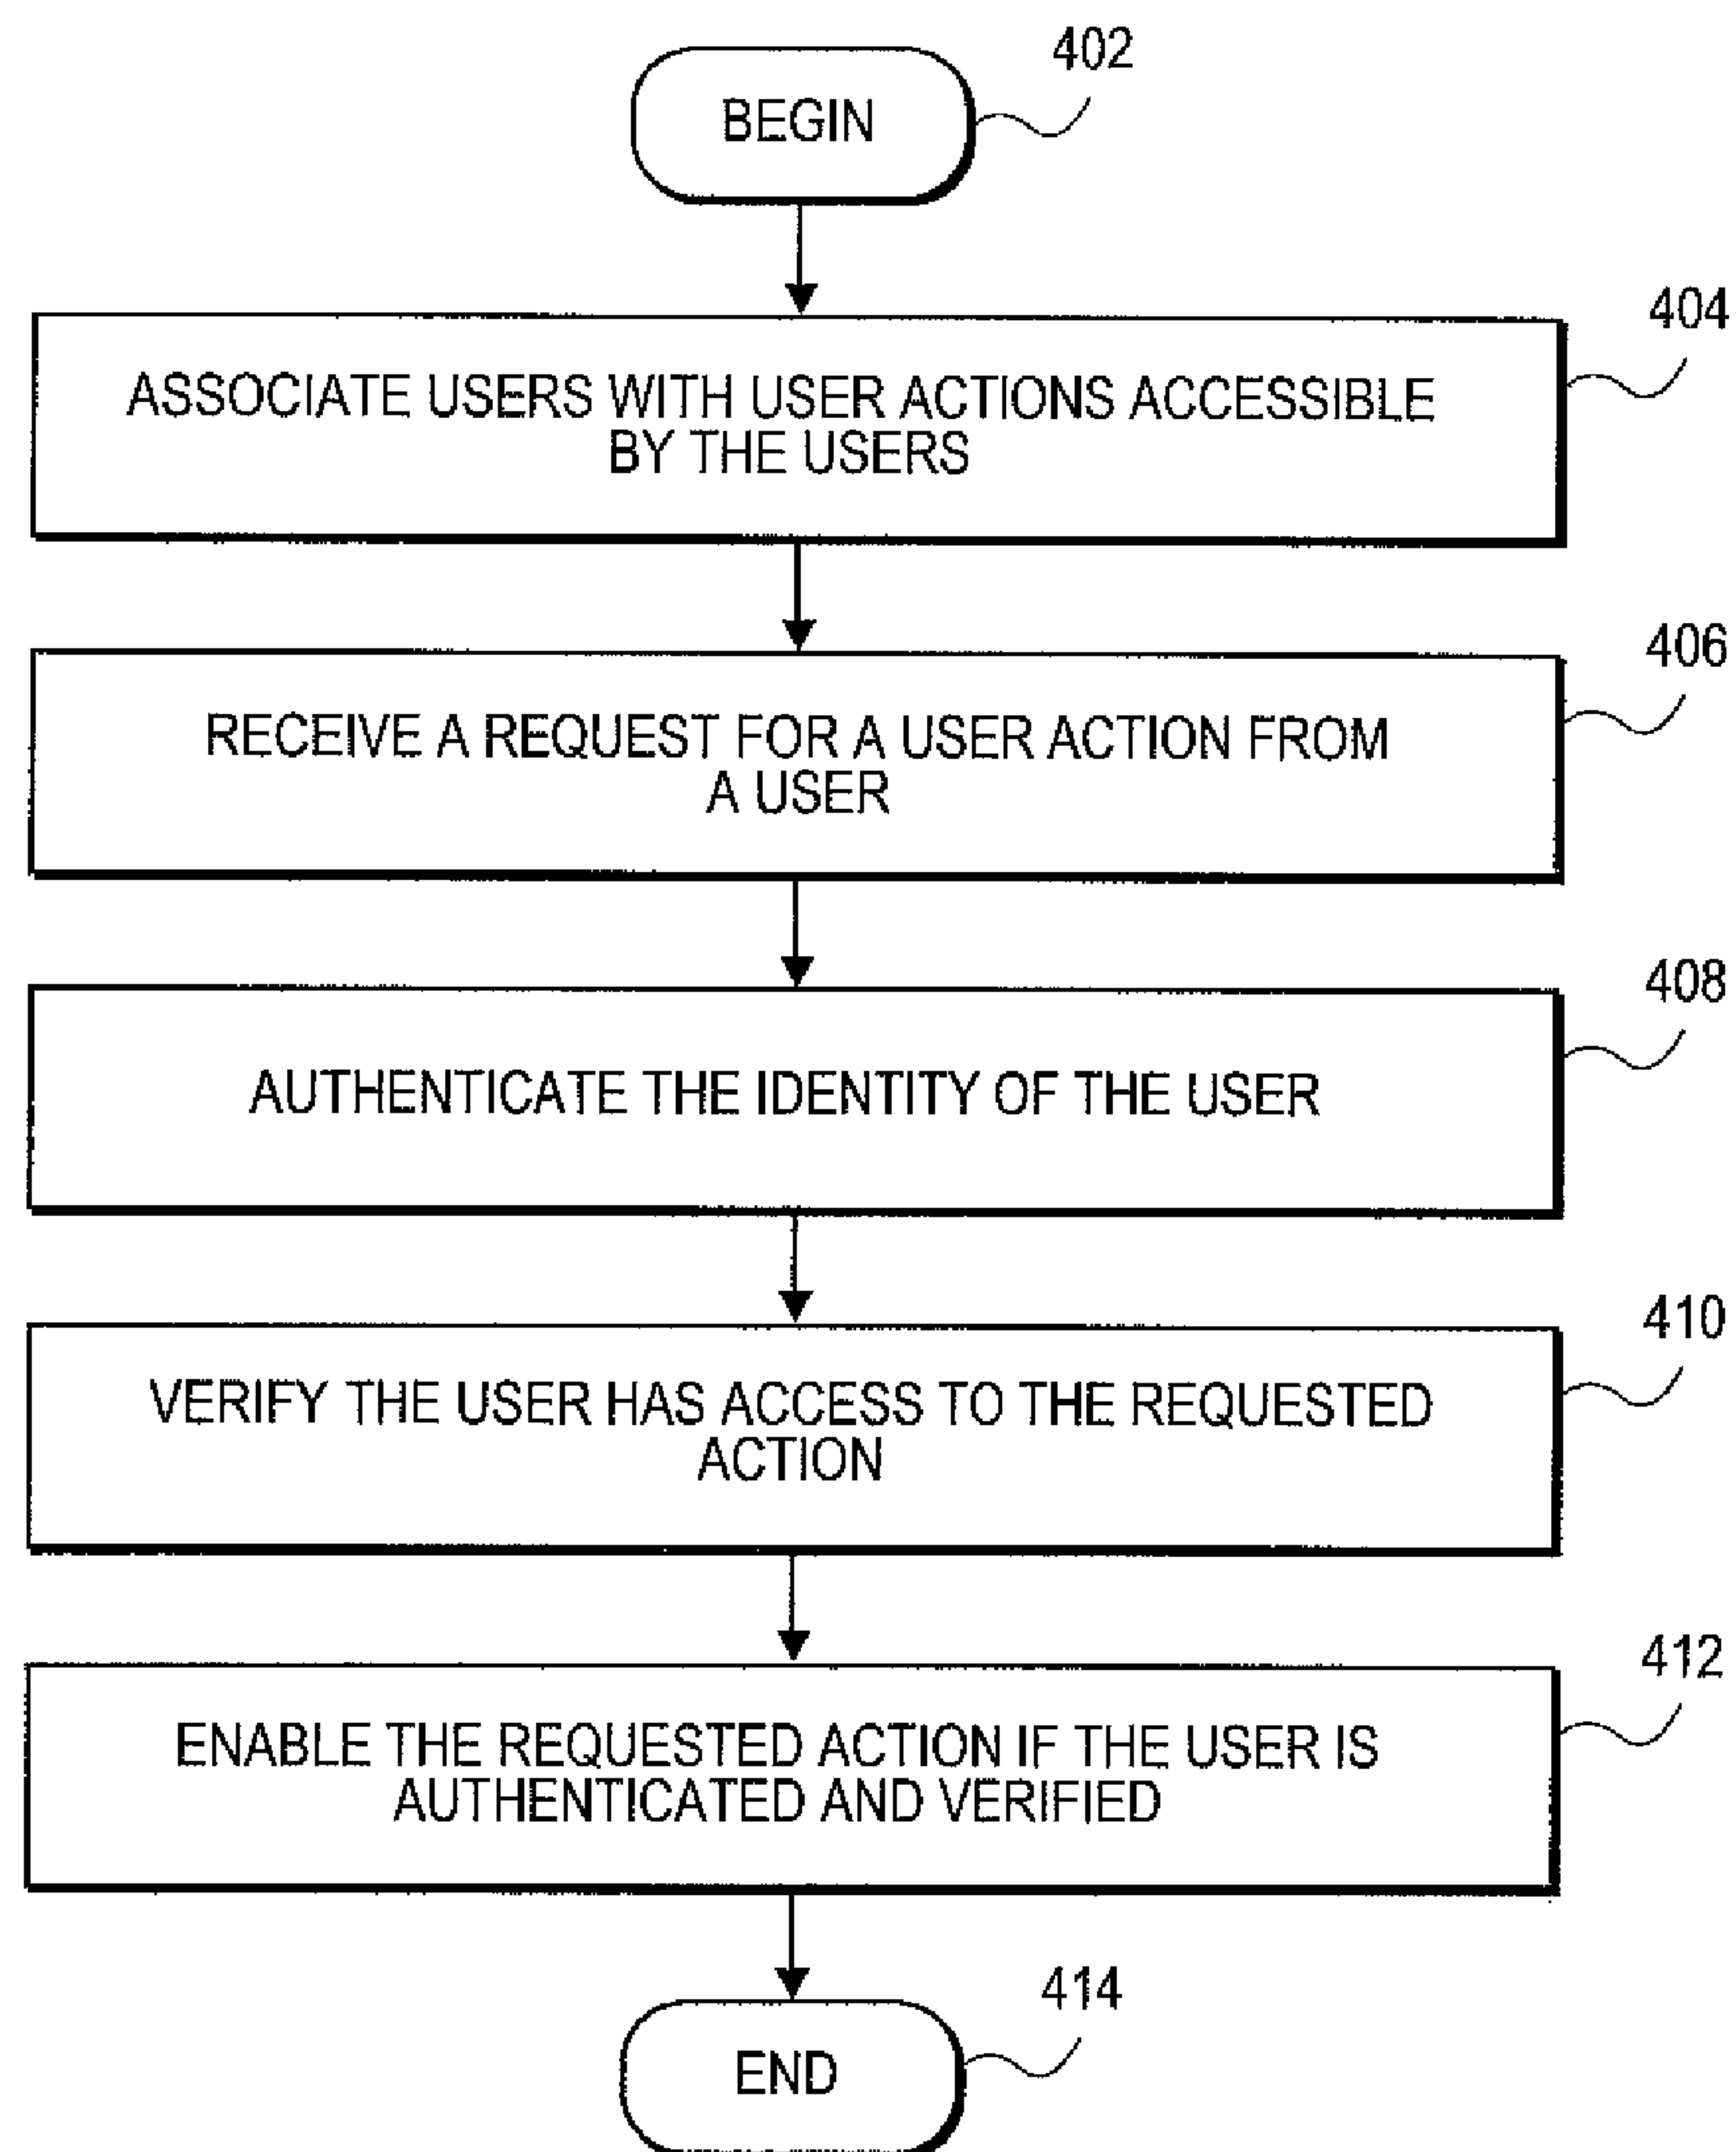 402
BEGIN
404
ASSOCIATE USERS WITH USER ACTIONS ACCESSIBLE
BY THE USERS
406
RECEIVE A REQUEST FOR A USER ACTION FROM
A USER
408
AUTHENTICATE THE IDENTITY OF THE USER
410
VERIFY THE USER HAS ACCESS TO THE REQUESTED
ACTION
412
ENABLE THE REQUESTED ACTION IF THE USER IS
AUTHENTICATED AND VERIFIED
414
END